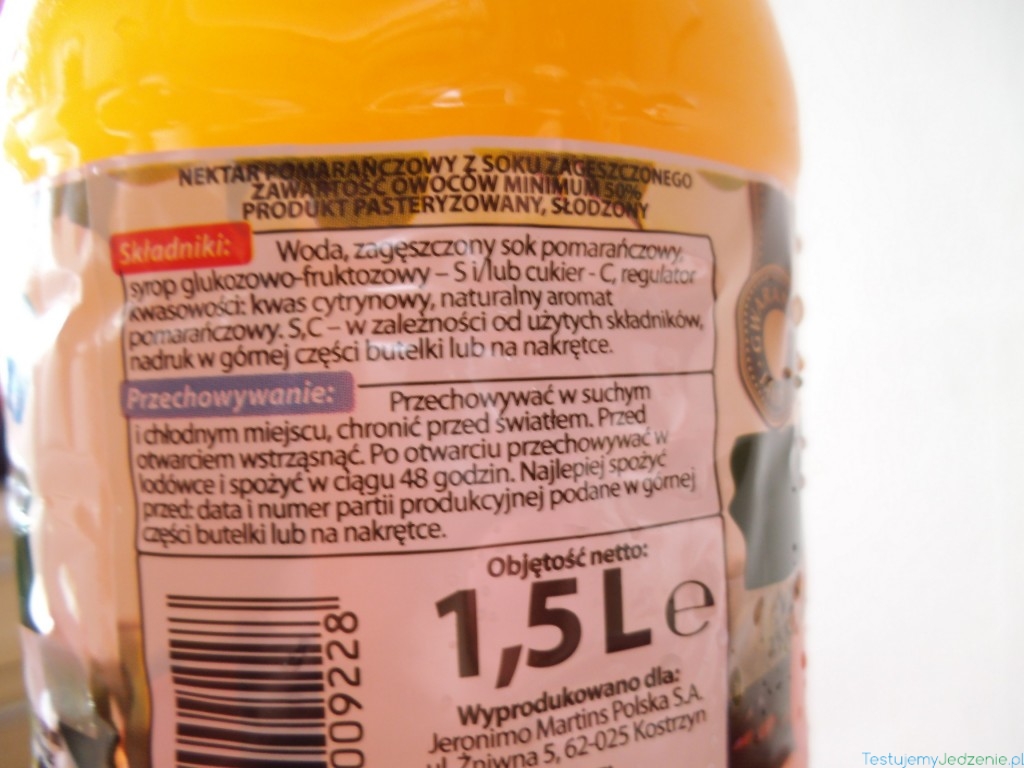 NEKTAR POMARAŃCZOWY Z SOKU ZAGĘSZCZONEGO
ZAWARTOŚĆ OWOCÓW MINIMUM 50%
PRODUKT PASTERYZOWANY, SŁODZONY
Składniki: Woda, zagęszczony sok pomarańczowy,
syrop glukozowo-fruktozowy – S i/lub cukier - C, regulator
kwasowości: kwas cytrynowy, naturalny aromat
pomarańczowy. S,C – w zależności od użytych składników,
nadruk w górnej części butelki lub na nakrętce.
Przechowywanie: Przechowywać w suchym
i chłodnym miejscu, chronić przed światłem. Przed
otwarciem wstrząsnąć. Po otwarciu przechowywać w
lodówce i spożyć w ciągu 48 godzin. Najlepiej spożyć
przed: data i numer partii produkcyjnej podane w górnej
części butelki lub na nakrętce.
Objętość netto:
1,5 L e
Wyprodukowano dla:
Jeronimo Martins Polska S.A.
ul. Żniwna 5, 62-025 Kostrzyn
0009228
TestujemyJedzenie.pl